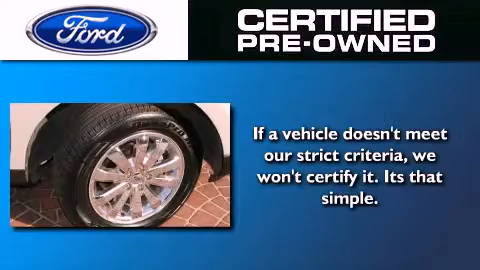 Ford
CERTIFIED
PRE-OWNED
If a vehicle doesn't meet
our strict criteria, we
won't certify it. Its that
simple.